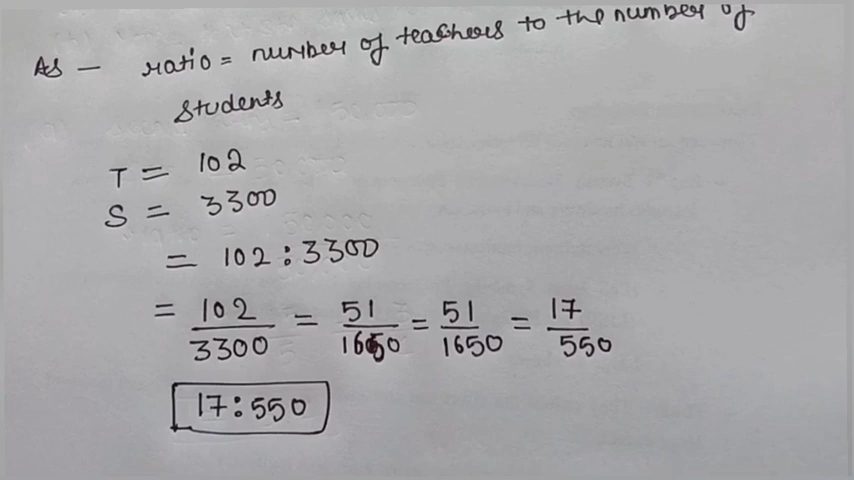 As - ratio = number of teachers to the number of
students
T = 102
S = 3300
= 102 : 3300
= 102/3300 = 51/1650 = 51/1650 = 17/550
17 : 550